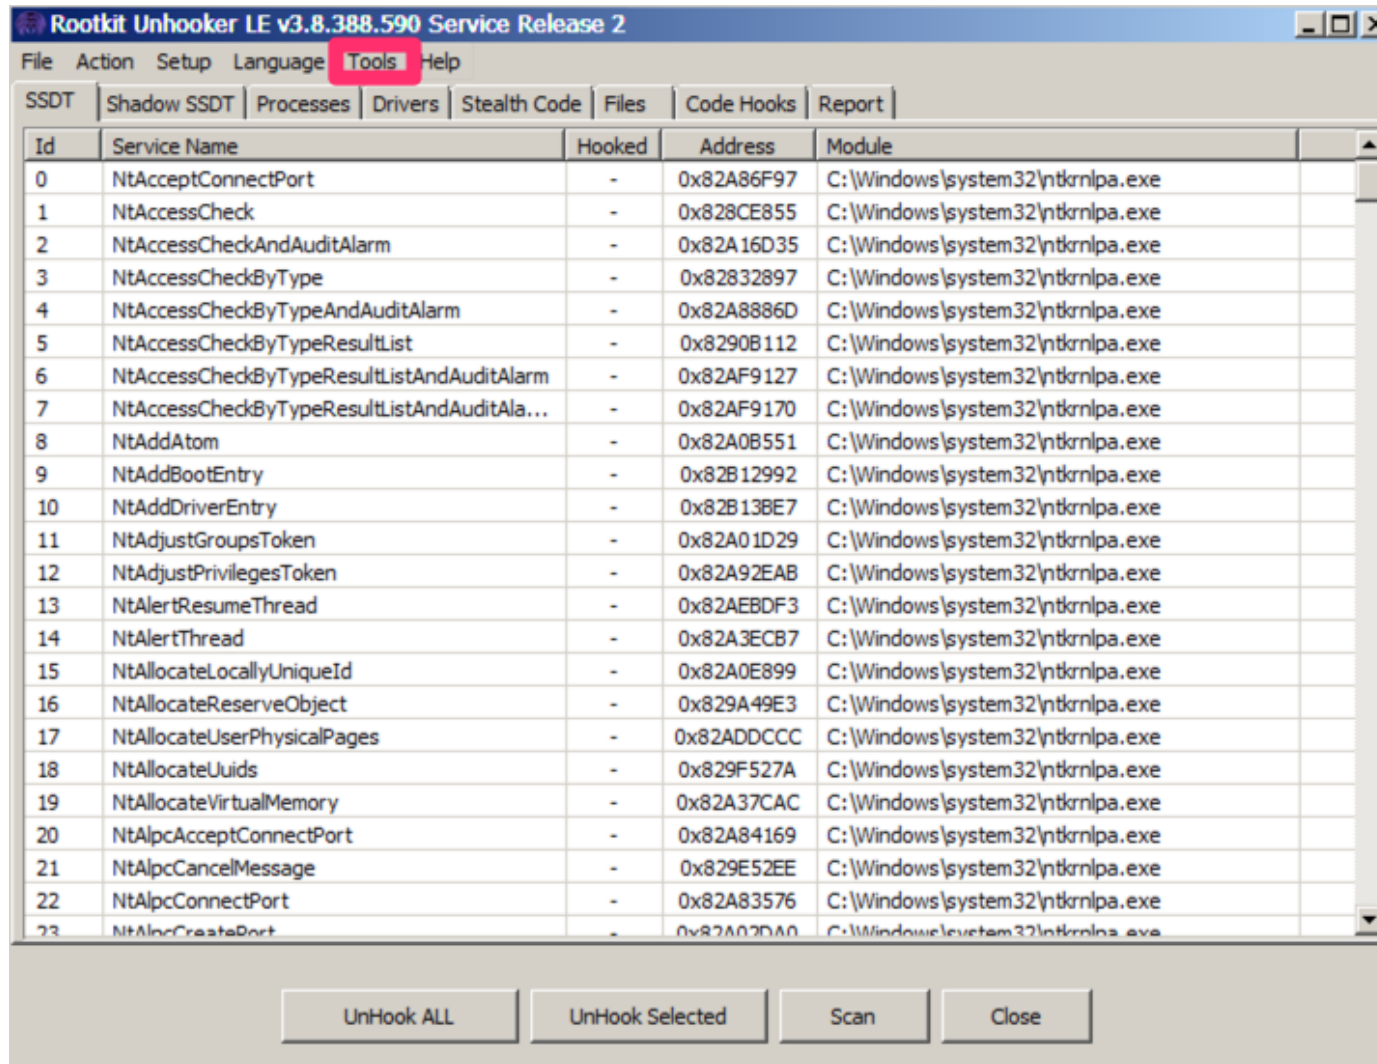 Rootkit Unhooker LE v3.8.388.590 Service Release 2
File Action Setup Language Tools Help
SSDT Shadow SSDT Processes Drivers Stealth Code Files Code Hooks Report
Id Service Name Hooked Address Module
0 NtAcceptConnectPort - 0x82A86F97 C:\Windows\system32\ntkrnlpa.exe
1 NtAccessCheck - 0x828CE855 C:\Windows\system32\ntkrnlpa.exe
2 NtAccessCheckAndAuditAlarm - 0x82A16D35 C:\Windows\system32\ntkrnlpa.exe
3 NtAccessCheckByType - 0x82832897 C:\Windows\system32\ntkrnlpa.exe
4 NtAccessCheckByTypeAndAuditAlarm - 0x82A8886D C:\Windows\system32\ntkrnlpa.exe
5 NtAccessCheckByTypeResultList - 0x8290B112 C:\Windows\system32\ntkrnlpa.exe
6 NtAccessCheckByTypeResultListAndAuditAlarm - 0x82AF9127 C:\Windows\system32\ntkrnlpa.exe
7 NtAccessCheckByTypeResultListAndAuditAla... - 0x82AF9170 C:\Windows\system32\ntkrnlpa.exe
8 NtAddAtom - 0x82A0B551 C:\Windows\system32\ntkrnlpa.exe
9 NtAddBootEntry - 0x82B12992 C:\Windows\system32\ntkrnlpa.exe
10 NtAddDriverEntry - 0x82B13BE7 C:\Windows\system32\ntkrnlpa.exe
11 NtAdjustGroupsToken - 0x82A01D29 C:\Windows\system32\ntkrnlpa.exe
12 NtAdjustPrivilegesToken - 0x82A92EAB C:\Windows\system32\ntkrnlpa.exe
13 NtAlertResumeThread - 0x82AEBDF3 C:\Windows\system32\ntkrnlpa.exe
14 NtAlertThread - 0x82A3ECB7 C:\Windows\system32\ntkrnlpa.exe
15 NtAllocateLocallyUniqueId - 0x82A0E899 C:\Windows\system32\ntkrnlpa.exe
16 NtAllocateReserveObject - 0x829A49E3 C:\Windows\system32\ntkrnlpa.exe
17 NtAllocateUserPhysicalPages - 0x82ADDCCC C:\Windows\system32\ntkrnlpa.exe
18 NtAllocateUuids - 0x829F527A C:\Windows\system32\ntkrnlpa.exe
19 NtAllocateVirtualMemory - 0x82A37CAC C:\Windows\system32\ntkrnlpa.exe
20 NtAlpcAcceptConnectPort - 0x82A84169 C:\Windows\system32\ntkrnlpa.exe
21 NtAlpcCancelMessage - 0x829E52EE C:\Windows\system32\ntkrnlpa.exe
22 NtAlpcConnectPort - 0x82A83576 C:\Windows\system32\ntkrnlpa.exe
23 NtAlpcCreatePort - 0x82A02DA0 C:\Windows\system32\ntkrnlpa.exe
UnHook ALL UnHook Selected Scan Close